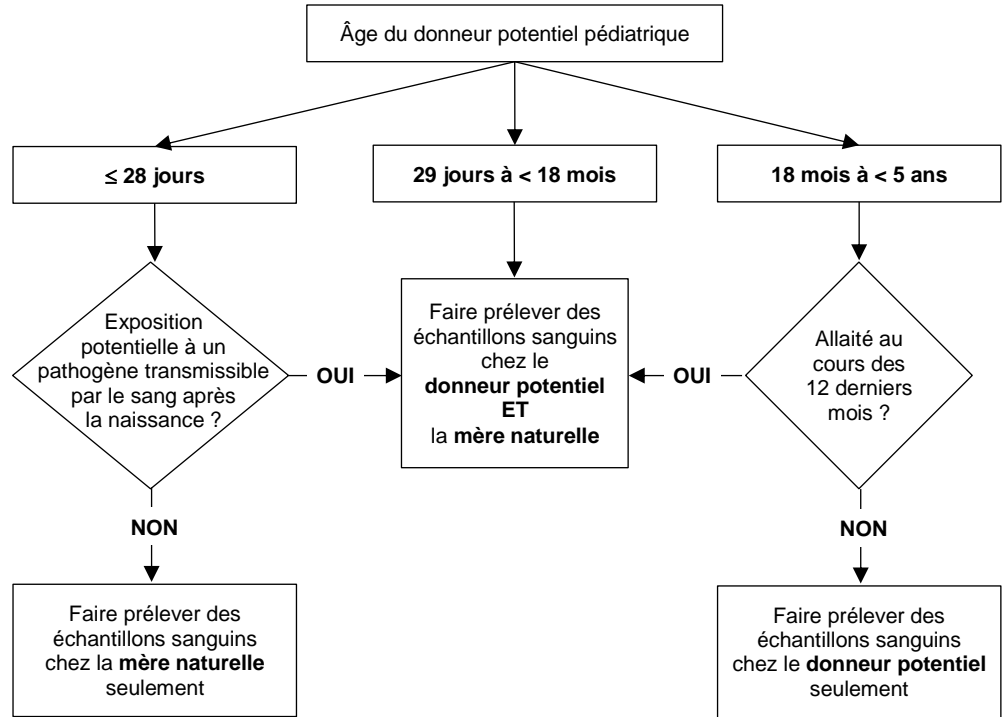 Âge du donneur potentiel pédiatrique
≤ 28 jours
29 jours à < 18 mois
18 mois à < 5 ans
Exposition
potentielle à un
pathogène transmissible
par le sang après
la naissance ?
OUI
Faire prélever des
échantillons sanguins
chez le
donneur potentiel
ET
la mère naturelle
OUI
Allaité au
cours des
12 derniers
mois ?
NON
NON
Faire prélever des
échantillons sanguins
chez la mère naturelle
seulement
Faire prélever des
échantillons sanguins
chez le donneur potentiel
seulement